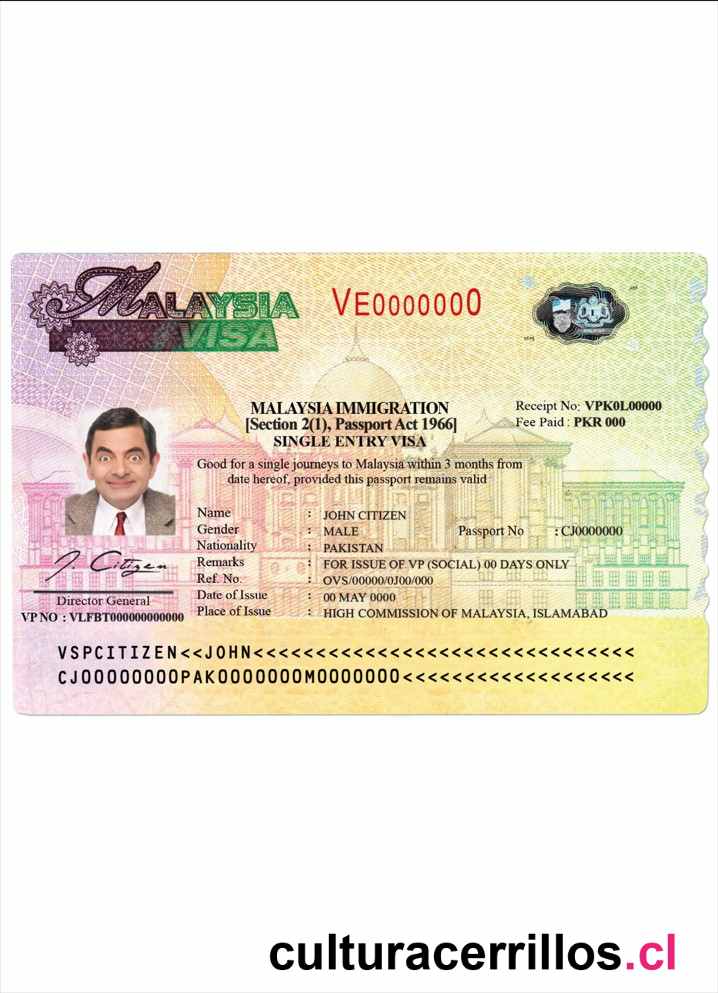 MALAYSIA
VISA
VE0000000
MALAYSIA IMMIGRATION
[Section 2(1), Passport Act 1966]
SINGLE ENTRY VISA
Receipt No: VPK0L00000
Fee Paid : PKR 000
Good for a single journeys to Malaysia within 3 months from
date hereof, provided this passport remains valid
Name : JOHN CITIZEN
Gender : MALE Passport No : CJ0000000
Nationality : PAKISTAN
Remarks : FOR ISSUE OF VP (SOCIAL) 00 DAYS ONLY
Ref. No. : OVS/00000/0J00/000
Date of Issue : 00 MAY 0000
Place of Issue : HIGH COMMISSION OF MALAYSIA, ISLAMABAD
J. Citizen
Director General
VP NO : VLFBT000000000000
VSPCITIZEN<<JOHN<<<<<<<<<<<<<<<<<<<<<<<<<<<<<<<
CJ00000000PAK0000000M0000000<<<<<<<<<<<<<<<<<<<
culturacerrillos.cl